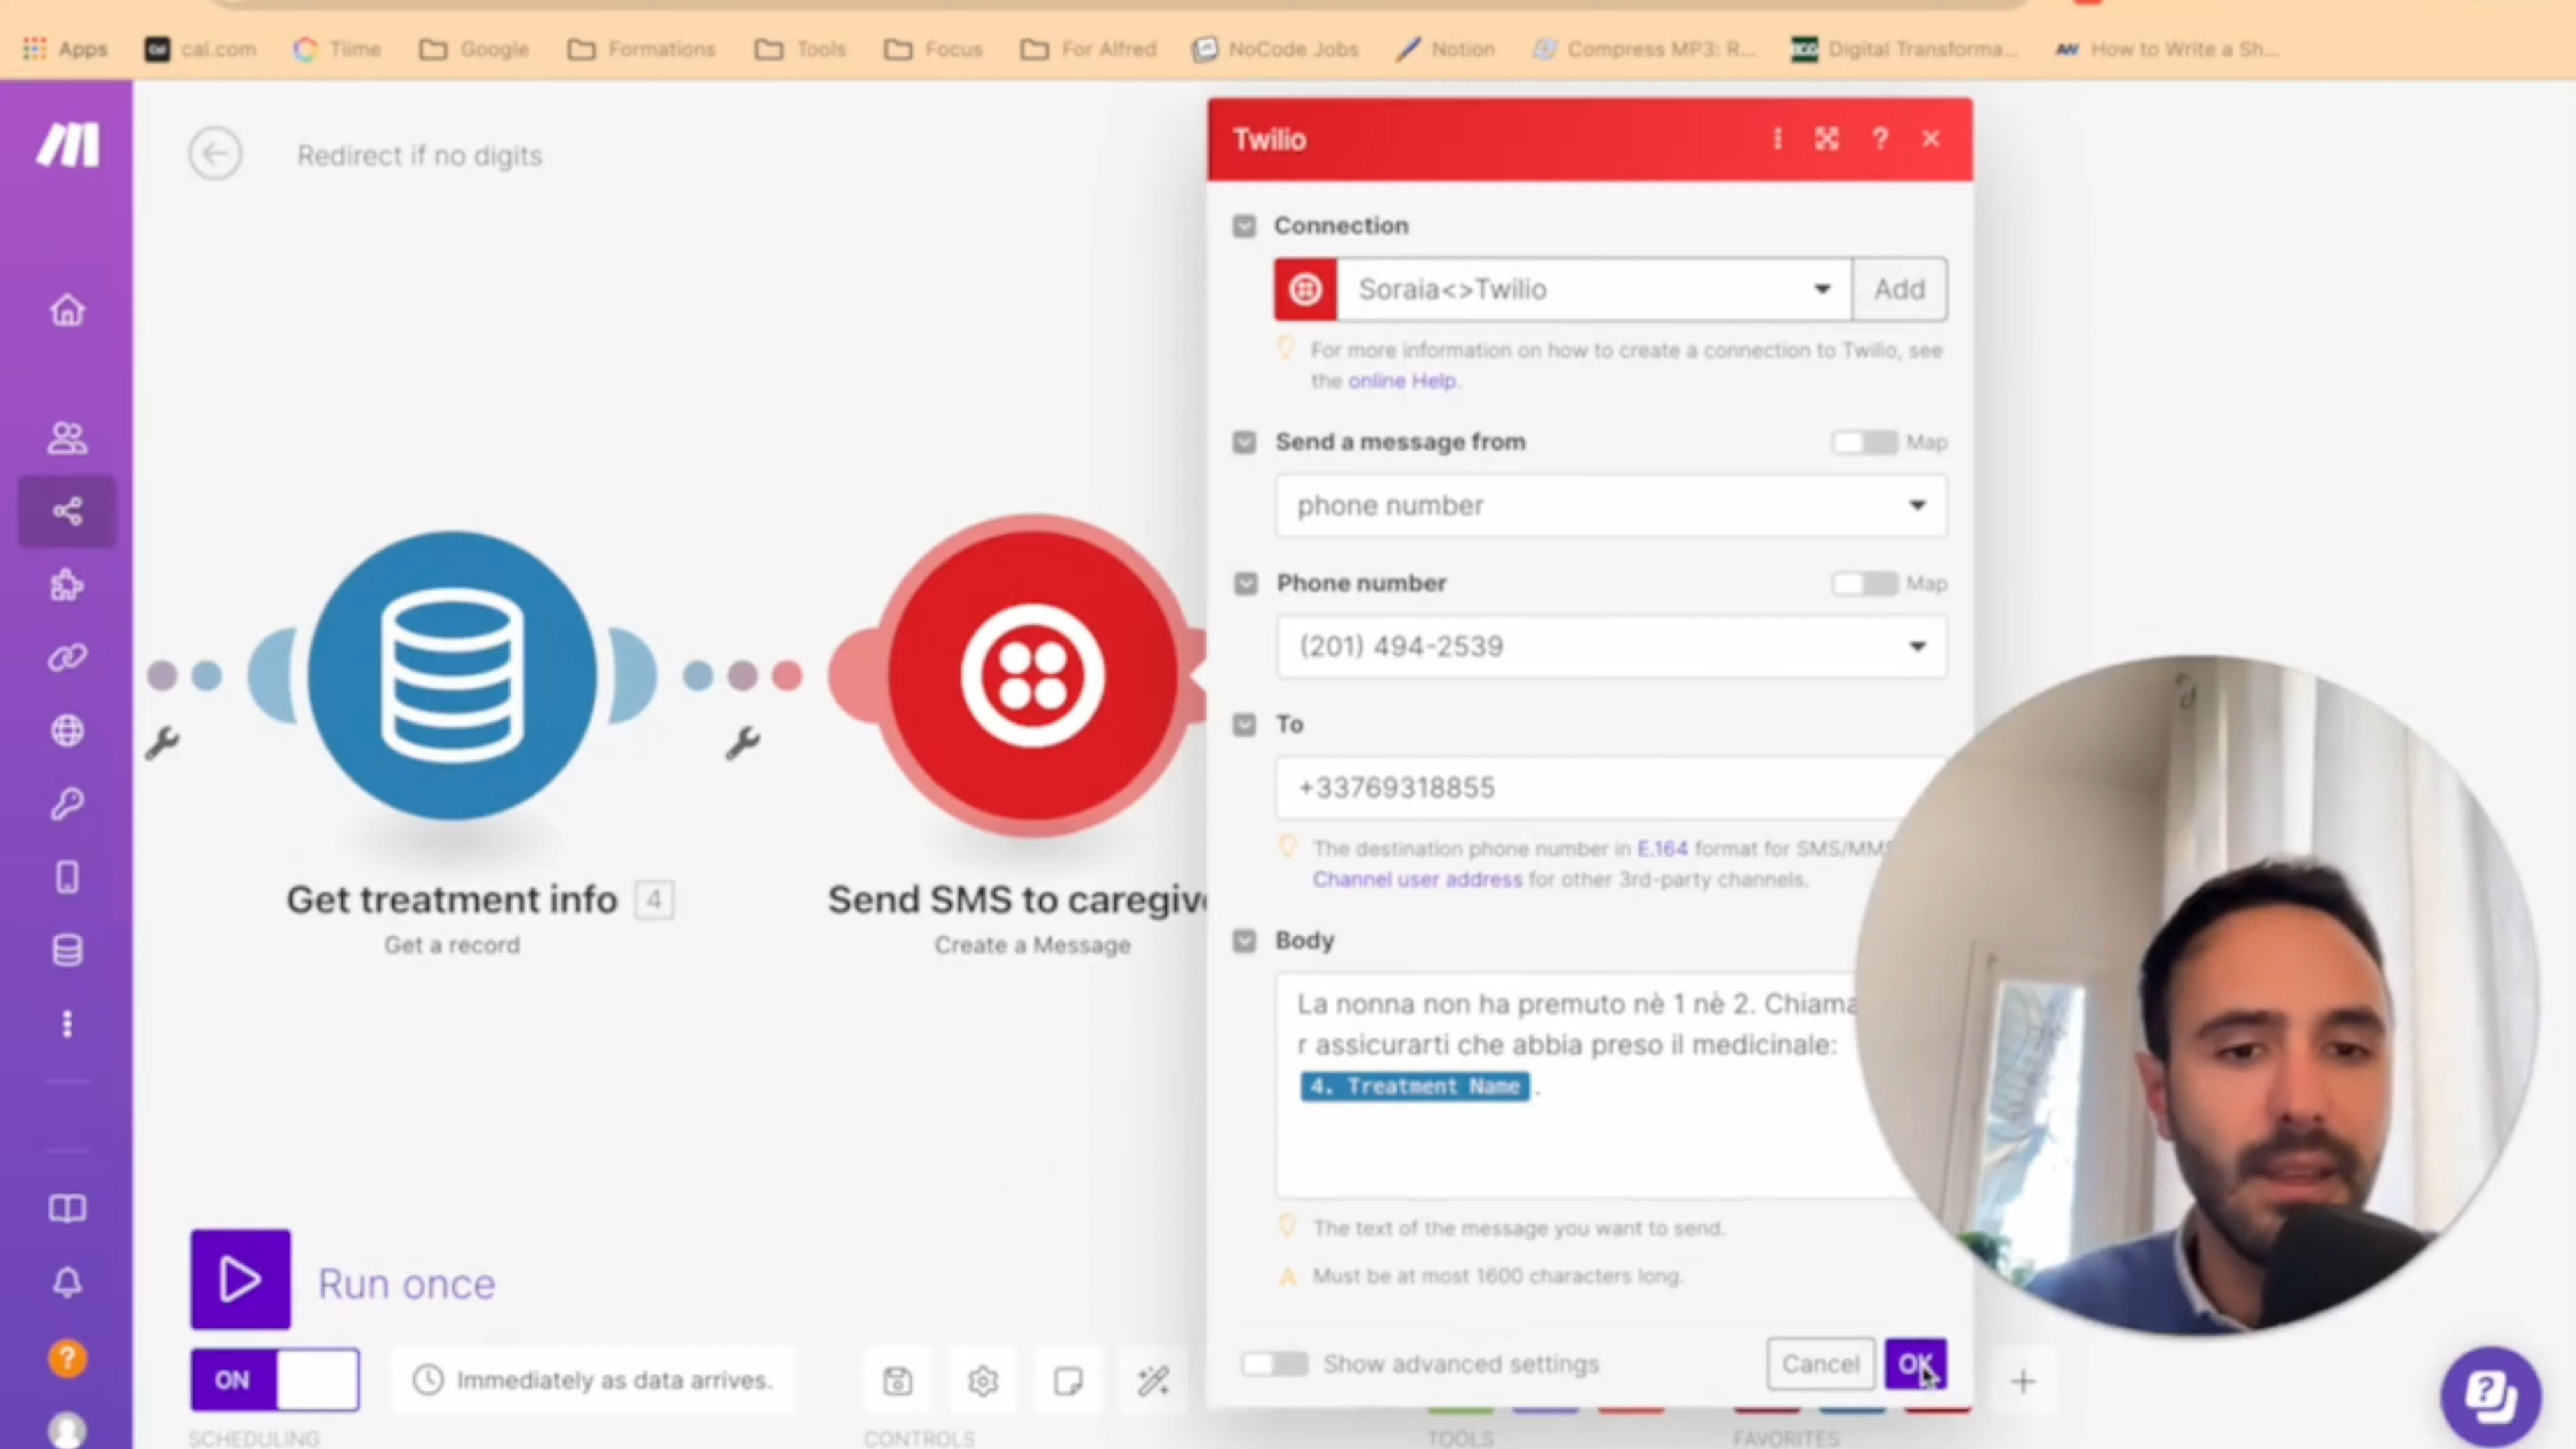 Apps
cal.com
Tiime
Google
Formations
Tools
Focus
For Alfred
NoCode Jobs
Notion
Compress MP3: R...
Digital Transforma...
How to Write a Sh...
Redirect if no digits
Twilio
Connection
Soraia<>Twilio
Add
For more information on how to create a connection to Twilio, see
the online Help.
Send a message from
Map
phone number
Phone number
Map
(201) 494-2539
To
+33769318855
The destination phone number in E.164 format for SMS/MMS
Channel user address for other 3rd-party channels.
Body
La nonna non ha premuto nè 1 nè 2. Chiama
r assicurarti che abbia preso il medicinale:
4. Treatment Name .
The text of the message you want to send.
Must be at most 1600 characters long.
Show advanced settings
Cancel
OK
Get treatment info 4
Get a record
Send SMS to caregiv
Create a Message
Run once
ON
Immediately as data arrives.
SCHEDULING
CONTROLS
TOOLS
FAVORITES